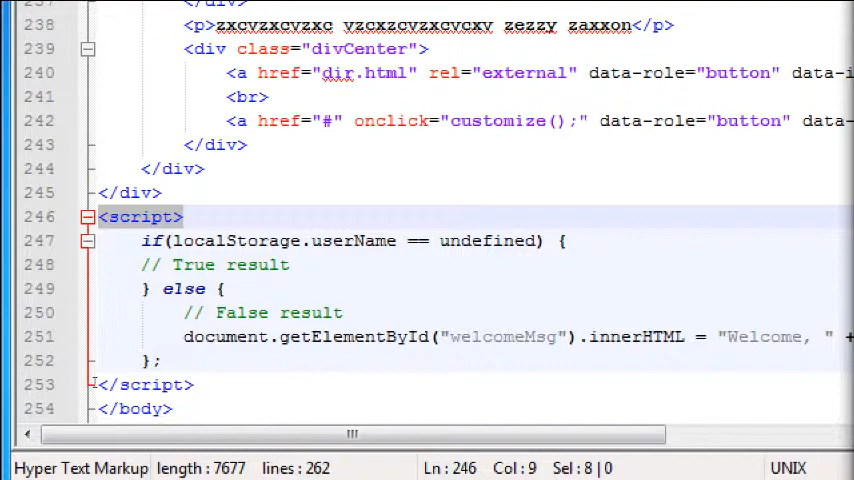 237 </div>
238 <p>zxcvzxcvzxc vzcxzcvzxcvcxv zezzy zaxxon</p>
239 <div class="divCenter">
240 <a href="dir.html" rel="external" data-role="button" data-i
241 <br>
242 <a href="#" onclick="customize();" data-role="button" data-
243 </div>
244 </div>
245 </div>
246 <script>
247 if(localStorage.userName == undefined) {
248 // True result
249 } else {
250 // False result
251 document.getElementById("welcomeMsg").innerHTML = "Welcome, " +
252 };
253 </script>
254 </body>
Hyper Text Markup length : 7677 lines : 262 Ln : 246 Col : 9 Sel : 8 | 0 UNIX